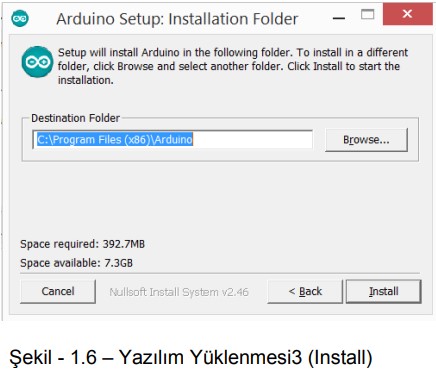 Arduino Setup: Installation Folder
Setup will install Arduino in the following folder. To install in a different
folder, click Browse and select another folder. Click Install to start the
installation.
Destination Folder
C:\Program Files (x86)\Arduino
Browse...
Space required: 392.7MB
Space available: 7.3GB
Cancel
Nullsoft Install System v2.46
< Back
Install
Şekil - 1.6 – Yazılım Yüklenmesi3 (Install)